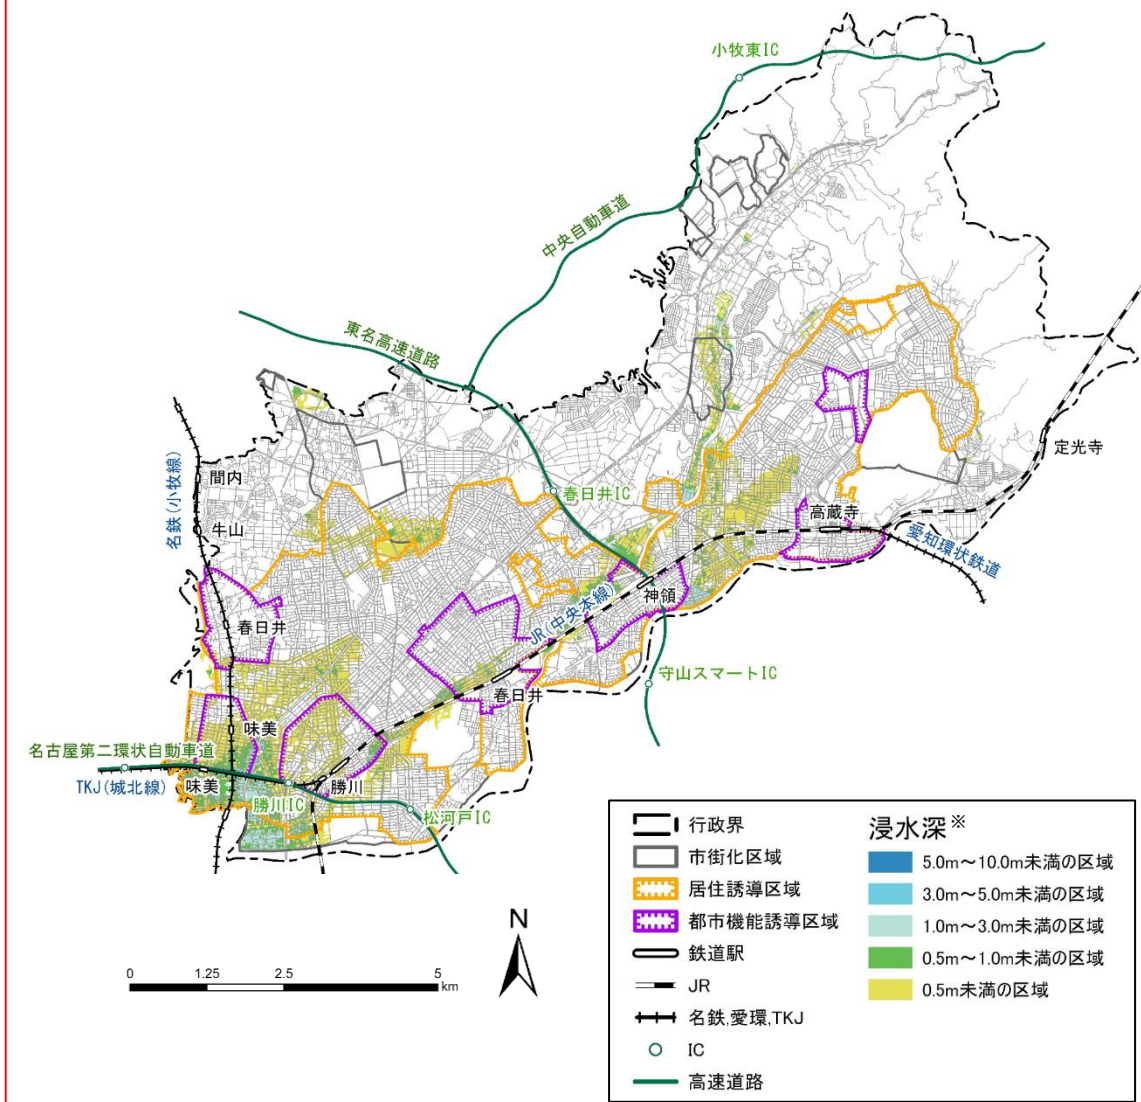 小牧東IC
中央自動車道
東名高速道路
名鉄(小牧線)
間内
牛山
春日井IC
定光寺
高蔵寺
愛知環状鉄道
神領
JR(中央本線)
春日井
守山スマートIC
春日井
味美
名古屋第二環状自動車道
TKJ(城北線)
味美
勝川
勝川IC
松河戸IC
N
0 1.25 2.5 5
km
行政界
市街化区域
居住誘導区域
都市機能誘導区域
鉄道駅
JR
名鉄,愛環,TKJ
IC
高速道路
浸水深※
5.0m～10.0m未満の区域
3.0m～5.0m未満の区域
1.0m～3.0m未満の区域
0.5m～1.0m未満の区域
0.5m未満の区域